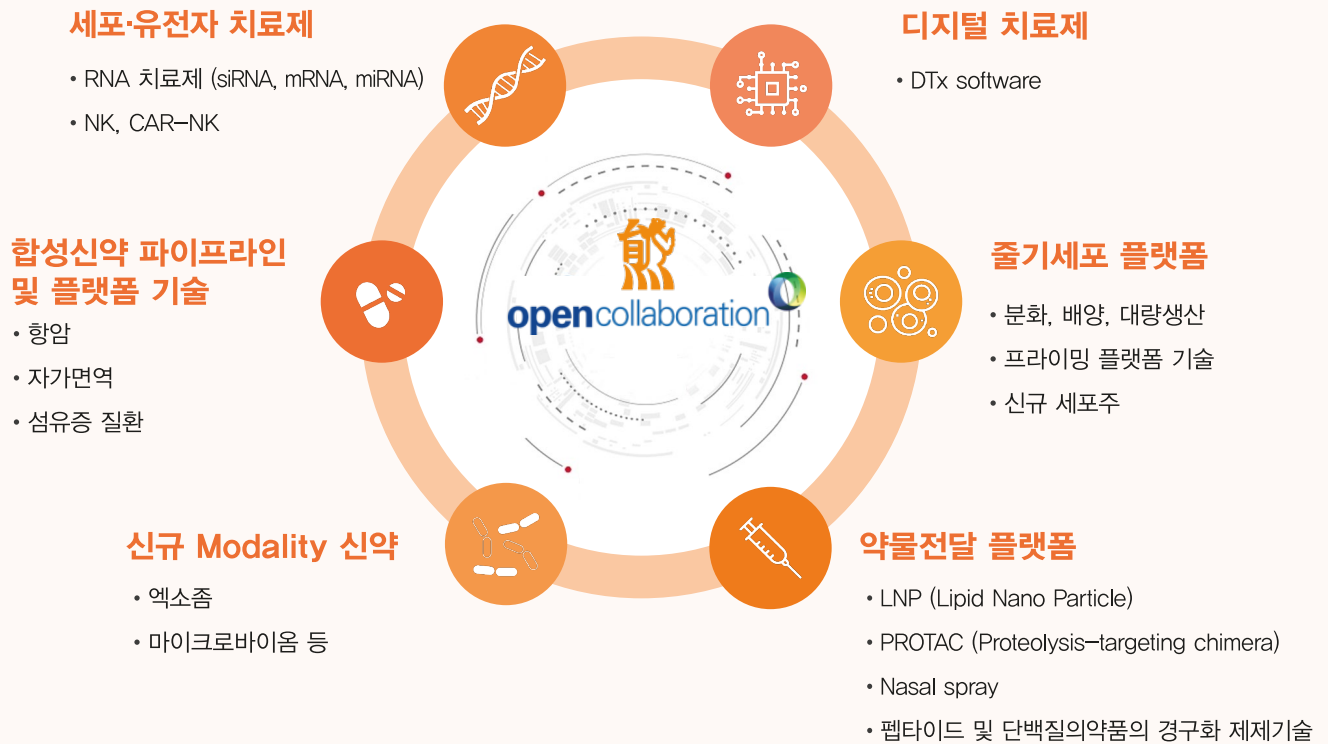 세포·유전자 치료제
• RNA 치료제 (siRNA, mRNA, miRNA)
• NK, CAR-NK
디지털 치료제
• DTx software
합성신약 파이프라인
및 플랫폼 기술
• 항암
• 자가면역
• 섬유증 질환
熊
open collaboration
줄기세포 플랫폼
• 분화, 배양, 대량생산
• 프라이밍 플랫폼 기술
• 신규 세포주
신규 Modality 신약
• 엑소좀
• 마이크로바이옴 등
약물전달 플랫폼
• LNP (Lipid Nano Particle)
• PROTAC (Proteolysis-targeting chimera)
• Nasal spray
• 펩타이드 및 단백질의약품의 경구화 제제기술